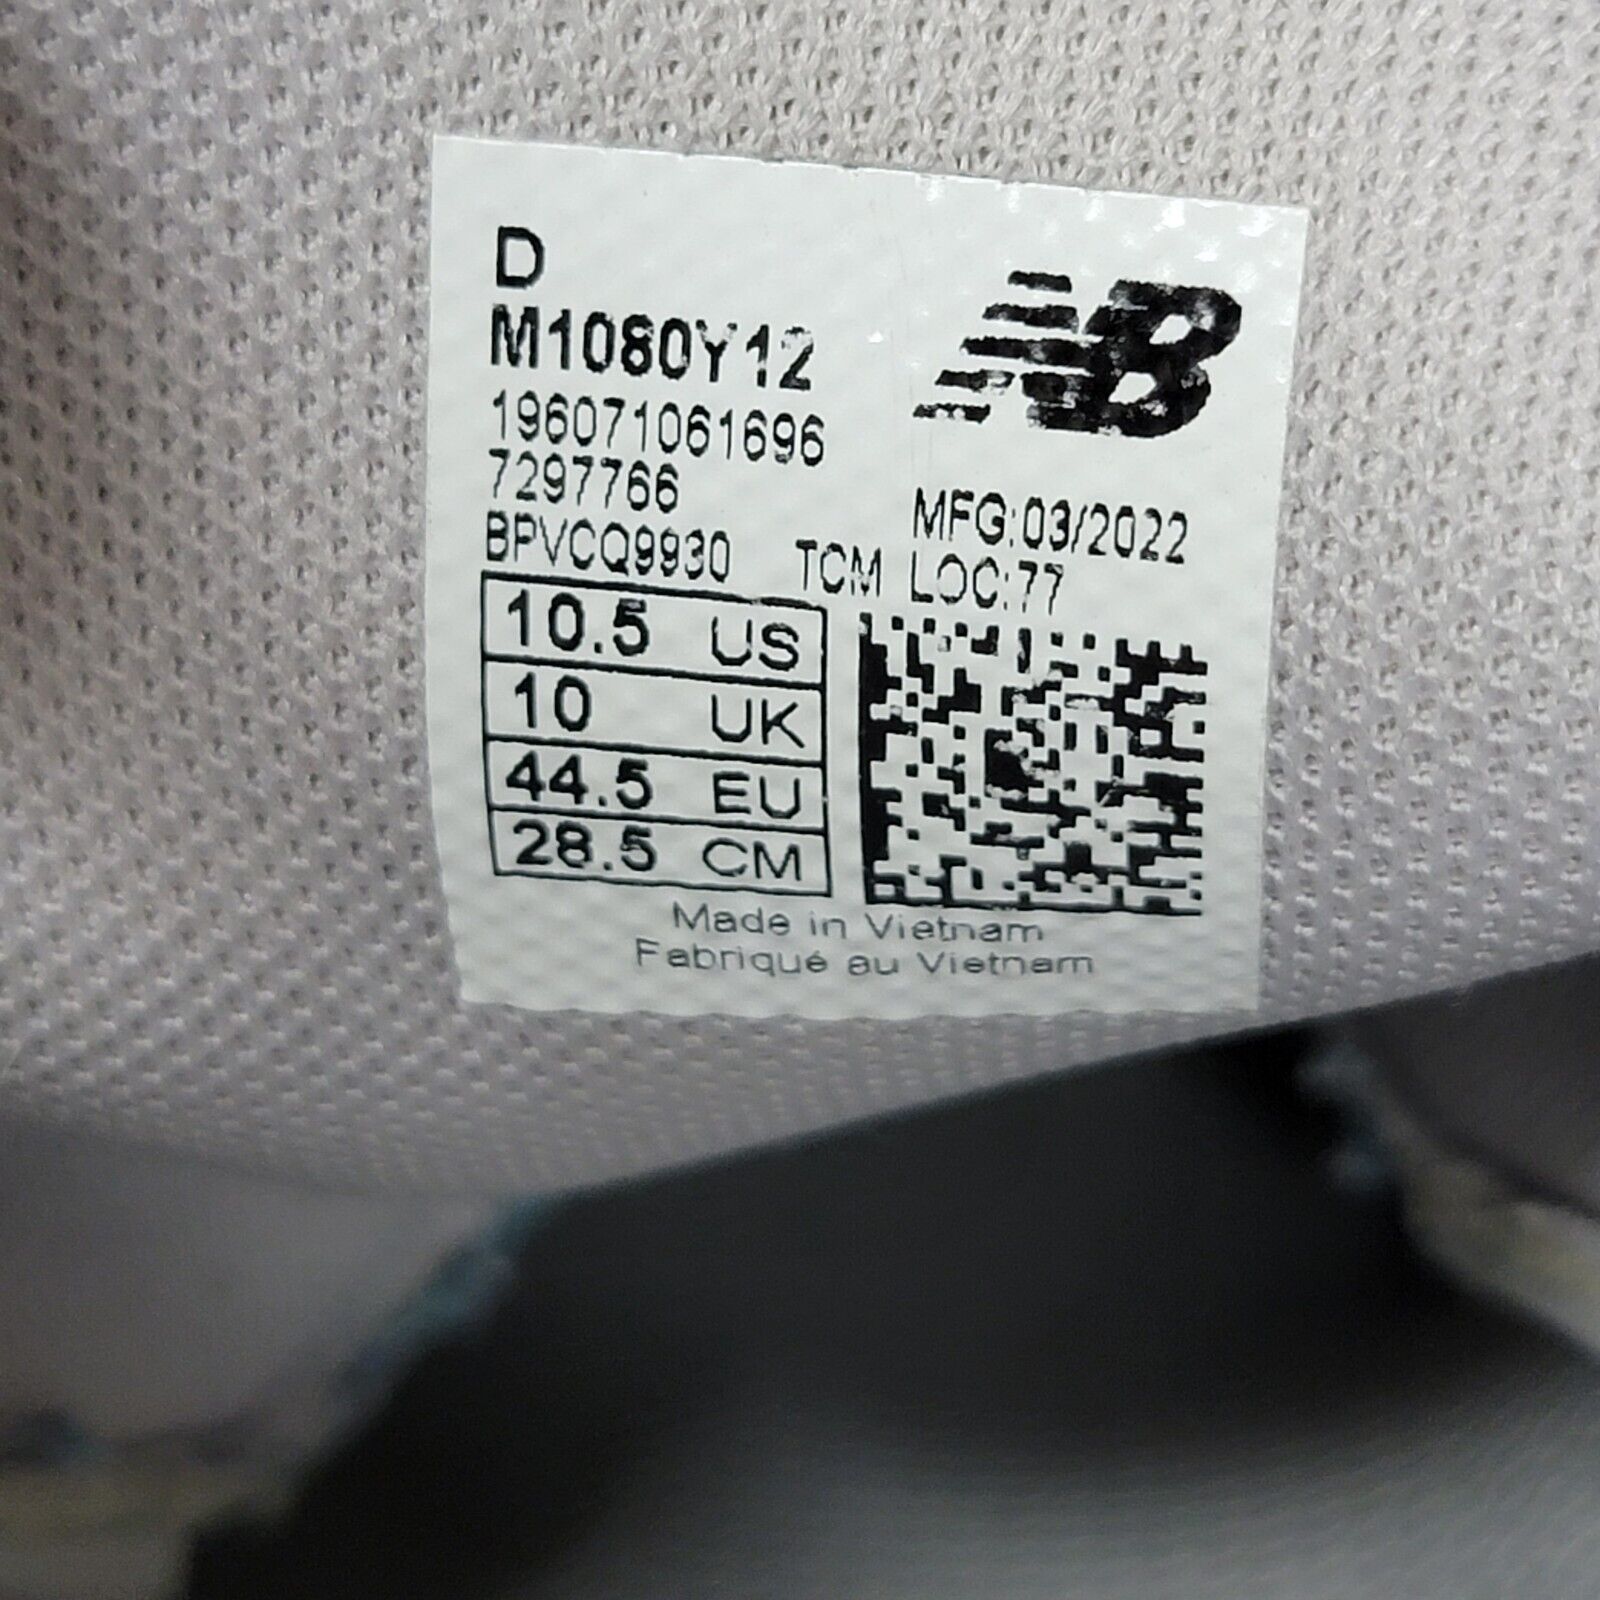 D
M1080Y12
196071061696
7297766
BPVCQ9930 TCM
NB
MFG:03/2022
LOC:77
10.5 US
10 UK
44.5 EU
28.5 CM
Made in Vietnam
Fabriqué au Vietnam